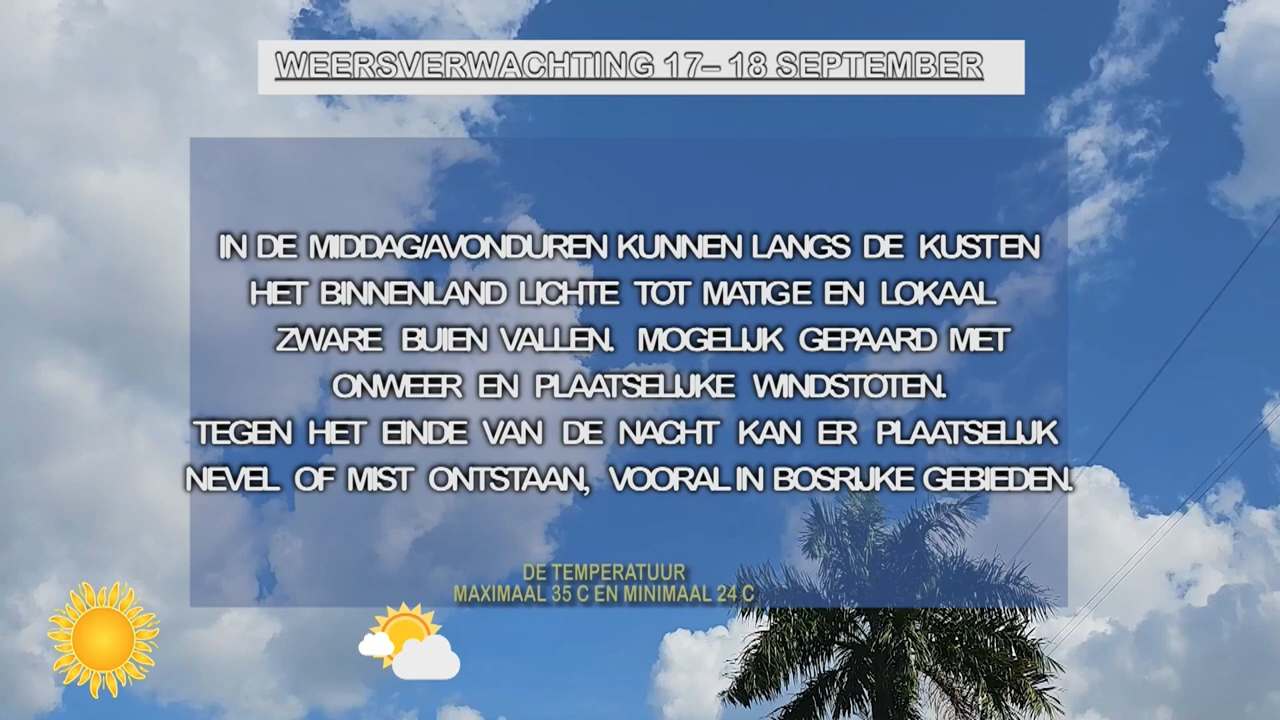 WEERSVERWACHTING 17– 18 SEPTEMBER
IN DE MIDDAG/AVONDUREN KUNNEN LANGS DE KUST EN
HET BINNENLAND LICHTE TOT MATIGE EN LOKAAL
ZWARE BUIEN VALLEN. MOGELIJK GEPAARD MET
ONWEER EN PLAATSELIJKE WINDSTOTEN.
TEGEN HET EINDE VAN DE NACHT KAN ER PLAATSELIJK
NEVEL OF MIST ONTSTAAN, VOORAL IN BOSRIJKE GEBIEDEN.
DE TEMPERATUUR
MAXIMAAL 35 C EN MINIMAAL 24 C